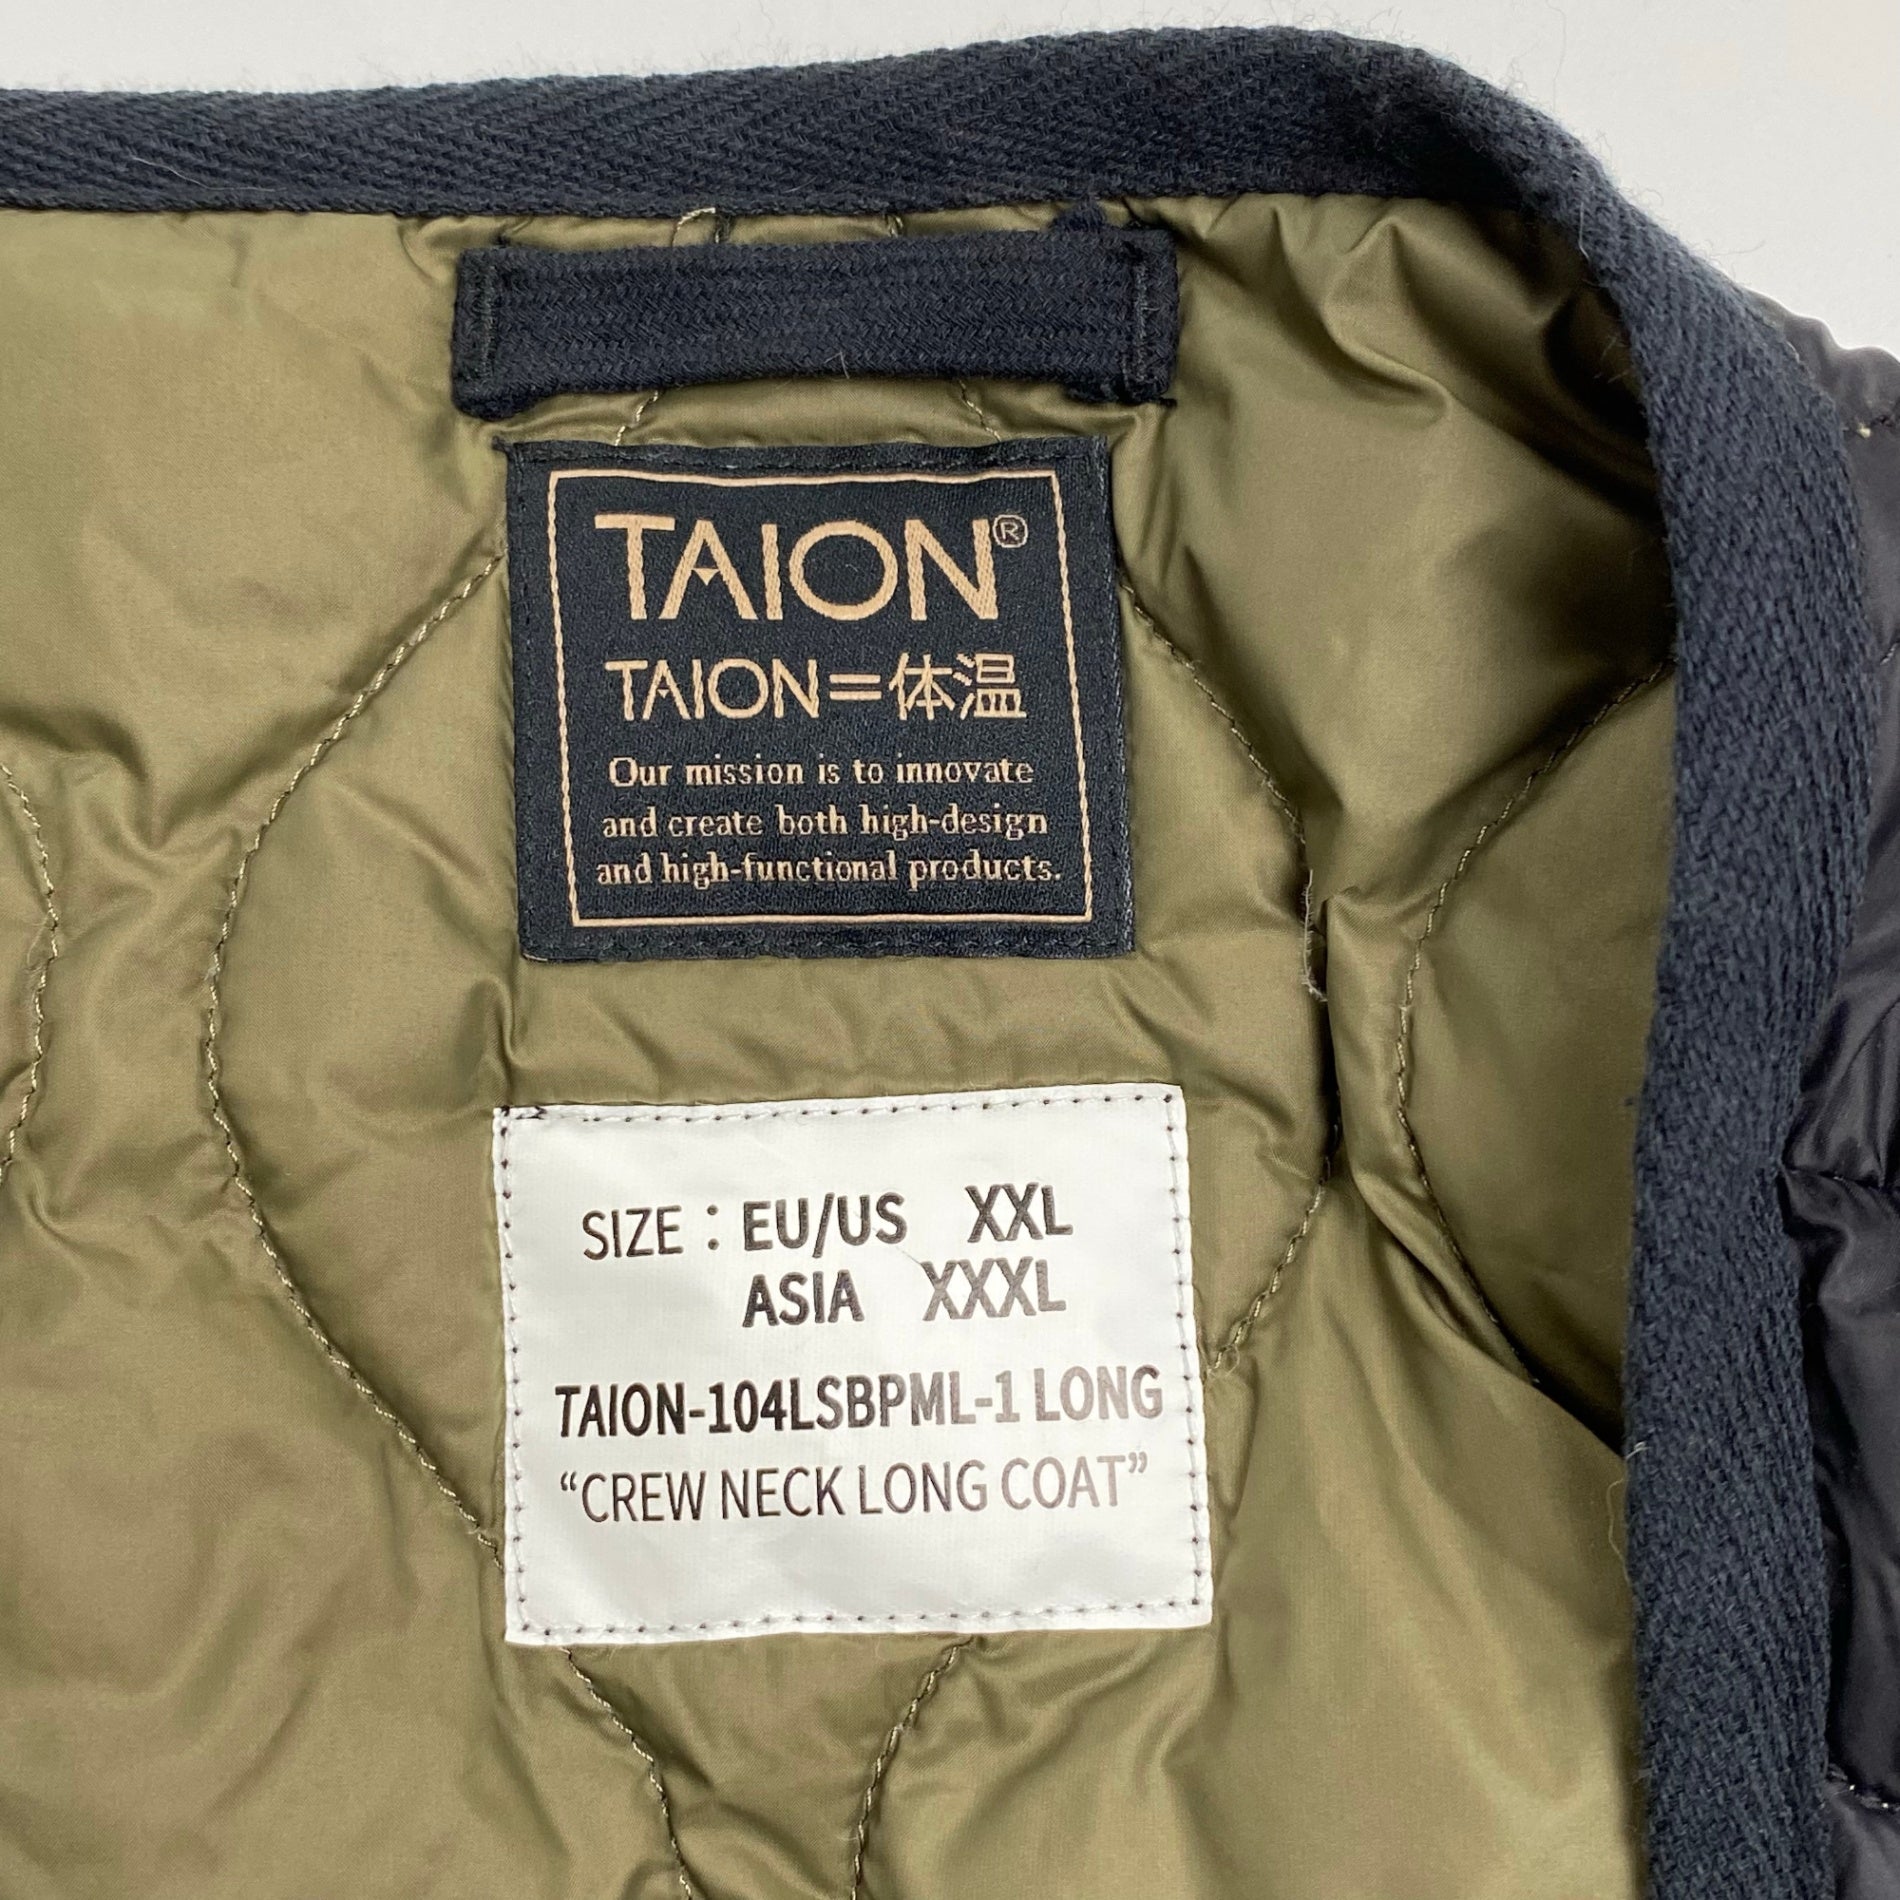 TAION®
TAION=体温
Our mission is to innovate
and create both high-design
and high-functional products.
SIZE : EU/US XXL
ASIA XXXL
TAION-104LSBPML-1 LONG
“CREW NECK LONG COAT”